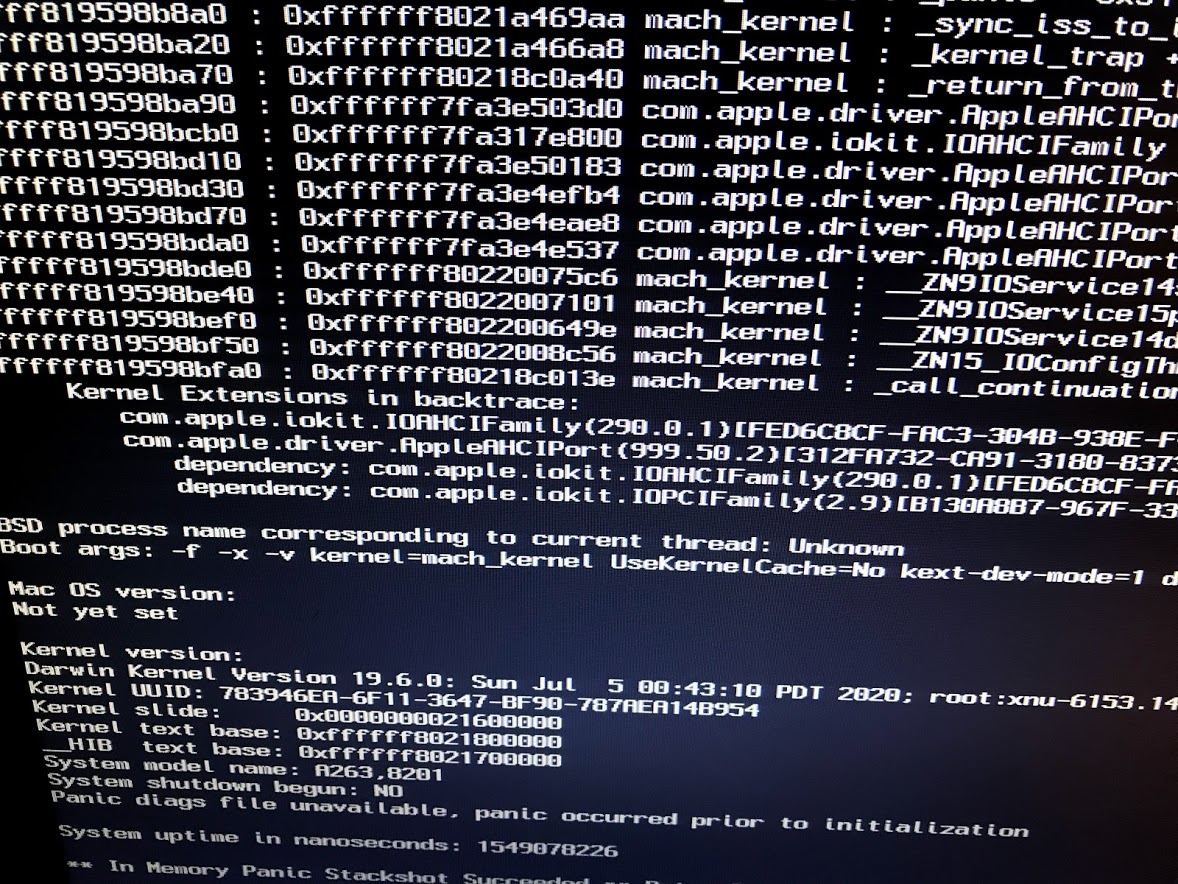 fff819598b8a0 : 0xffffff8021a469aa mach_kernel : _sync_iss_to_
fff819598ba20 : 0xffffff8021a466a8 mach_kernel : _kernel_trap +
fff819598ba70 : 0xffffff80218c0a40 mach_kernel : _return_from_t
ffff819598ba90 : 0xffffff7fa3e503d0 com.apple.driver.AppleAHCIPor
ffff819598bcb0 : 0xffffff7fa317e800 com.apple.iokit.IOAHCIFamily
ffff819598bd10 : 0xffffff7fa3e50183 com.apple.driver.AppleAHCIPor
ffff819598bd30 : 0xffffff7fa3e4efb4 com.apple.driver.AppleAHCIPor
ffff819598bd70 : 0xffffff7fa3e4eae8 com.apple.driver.AppleAHCIPort
fffff819598bda0 : 0xffffff7fa3e4e537 com.apple.driver.AppleAHCIPort
fffff819598bde0 : 0xffffff80220075c6 mach_kernel : __ZN9IOService14s
fffff819598be40 : 0xffffff8022007101 mach_kernel : __ZN9IOService15p
fffff819598bef0 : 0xffffff802200649e mach_kernel : __ZN9IOService14d
ffffff819598bf50 : 0xffffff8022008c56 mach_kernel : __ZN15_IOConfigTh
ffffff819598bfa0 : 0xffffff80218c013e mach_kernel : _call_continuation
Kernel Extensions in backtrace:
com.apple.iokit.IOAHCIFamily(290.0.1)[FED6C8CF-FAC3-304B-938E-F
com.apple.driver.AppleAHCIPort(999.50.2)[312FA732-CA91-3180-837
dependency: com.apple.iokit.IOAHCIFamily(290.0.1)[FED6C8CF-FA
dependency: com.apple.iokit.IOPCIFamily(2.9)[B130A8B7-967F-33
BSD process name corresponding to current thread: Unknown
Boot args: -f -x -v kernel=mach_kernel UseKernelCache=No kext-dev-mode=1 d
Mac OS version:
Not yet set
Kernel version:
Darwin Kernel Version 19.6.0: Sun Jul 5 00:43:10 PDT 2020; root:xnu-6153.14
Kernel UUID: 783946EA-6F11-3647-BF90-787AEA14B954
Kernel slide: 0x0000000021600000
Kernel text base: 0xffffff8021800000
__HIB text base: 0xffffff8021700000
System model name: A263,8201
System shutdown begun: NO
Panic diags file unavailable, panic occurred prior to initialization
System uptime in nanoseconds: 1549078226
** In Memory Panic Stackshot Succeeded **